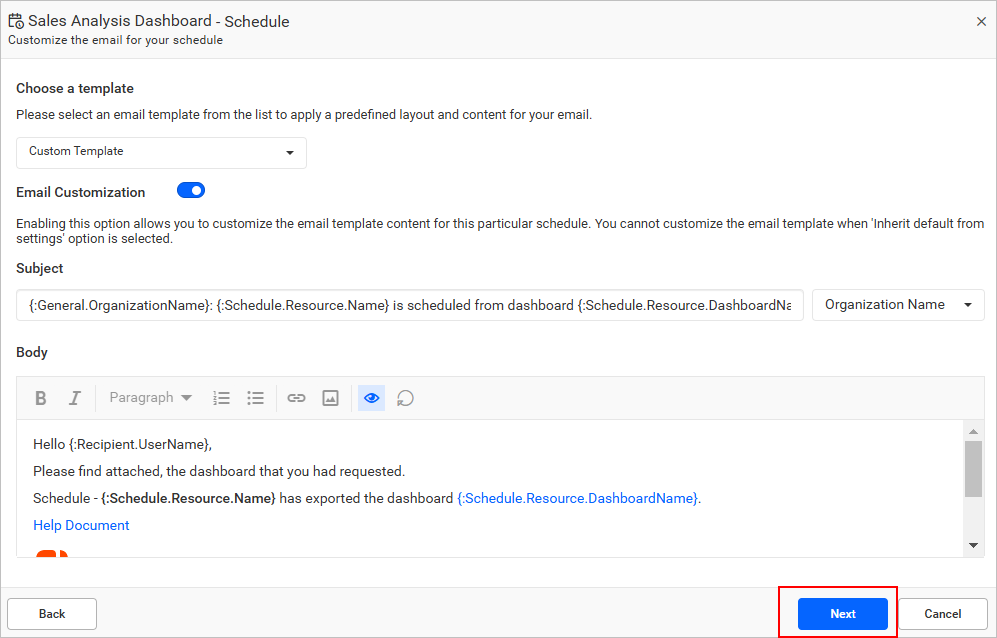 Sales Analysis Dashboard - Schedule
Customize the email for your schedule
Choose a template
Please select an email template from the list to apply a predefined layout and content for your email.
Custom Template
Email Customization
Enabling this option allows you to customize the email template content for this particular schedule. You cannot customize the email template when 'Inherit default from
settings' option is selected.
Subject
{:General.OrganizationName}: {:Schedule.Resource.Name} is scheduled from dashboard {:Schedule.Resource.DashboardNa
Organization Name
Body
B I Paragraph
Hello {:Recipient.UserName},
Please find attached, the dashboard that you had requested.
Schedule - {:Schedule.Resource.Name} has exported the dashboard {:Schedule.Resource.DashboardName}.
Help Document
Back
Next
Cancel